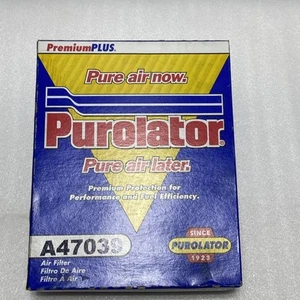 PremiumPLUS.
Pure air now.
Purolator®
Pure air later.
Premium Protection for
Performance and Fuel Efficiency.
A47039
Air Filter
Filtro De Aire
Filtre A Air
SINCE
PUROLATOR
1923